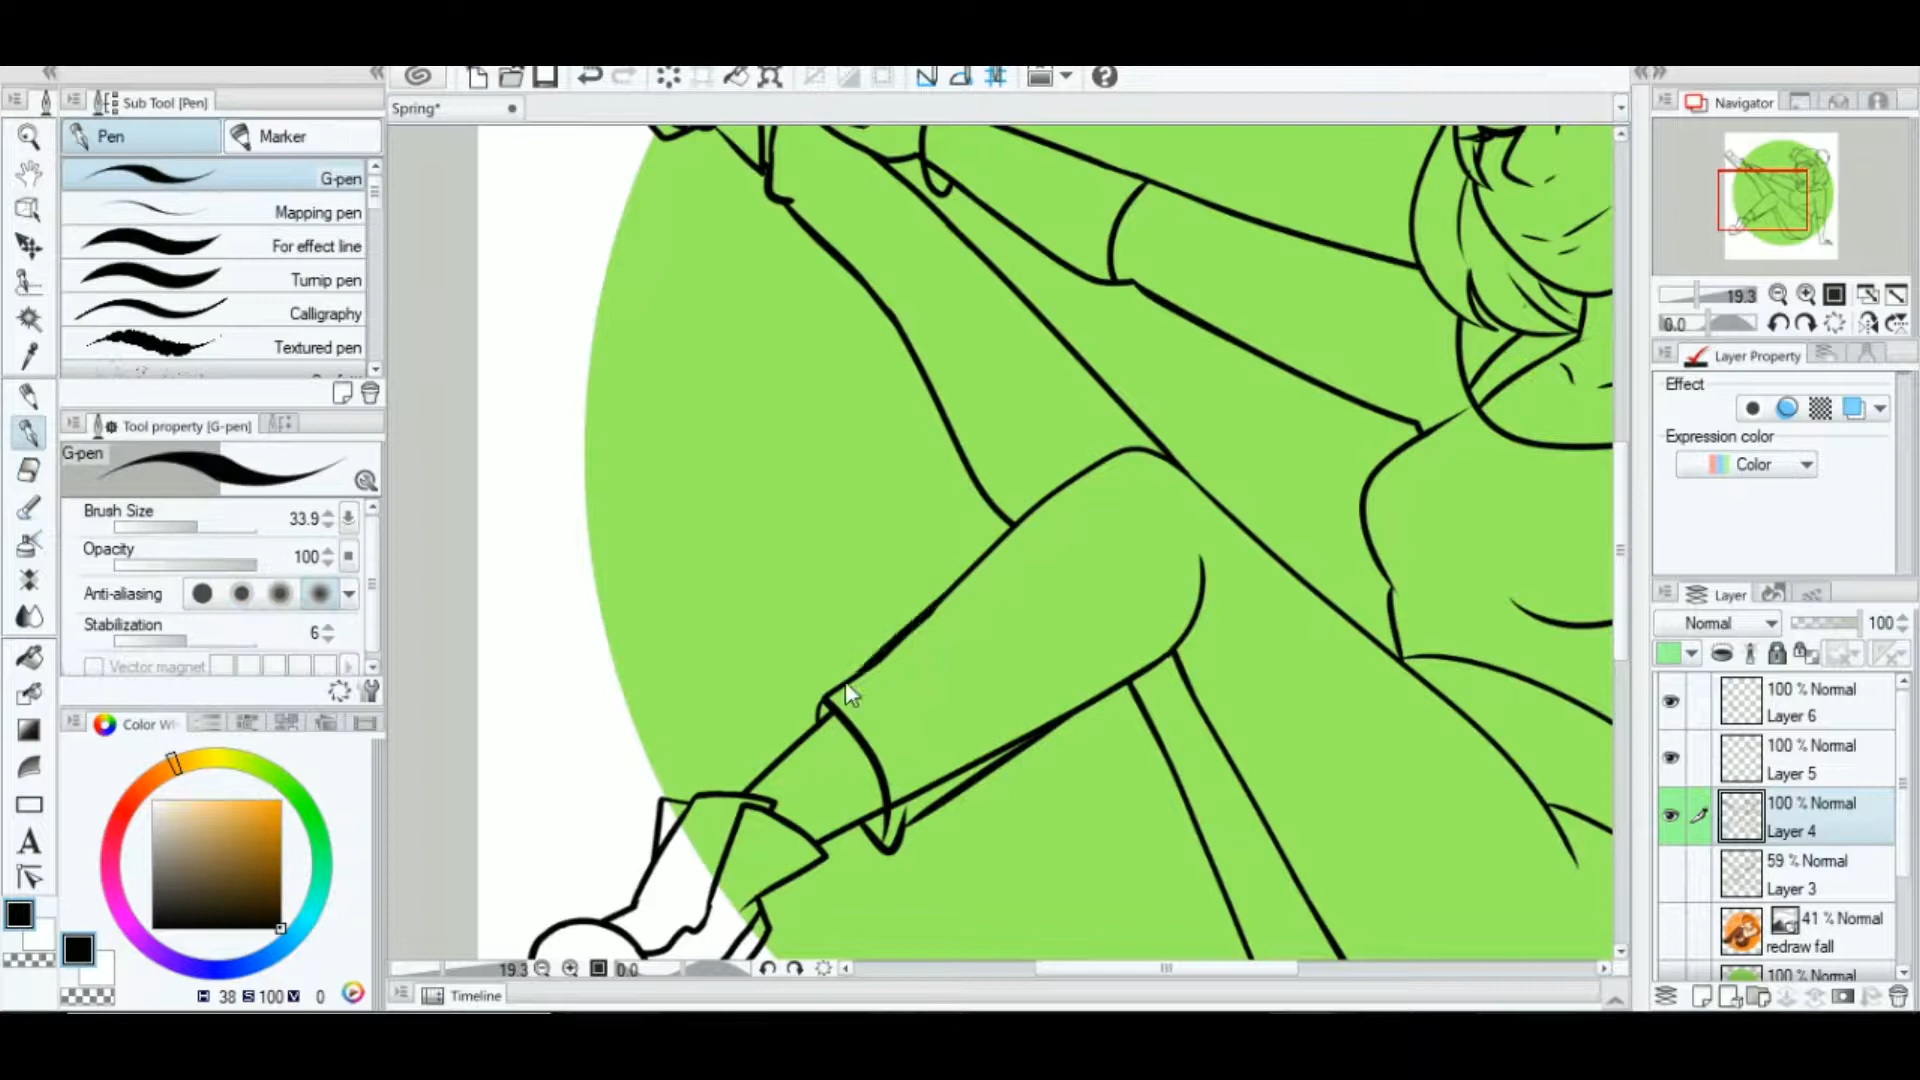 Sub Tool [Pen]
Pen
Marker
G-pen
Mapping pen
For effect line
Turnip pen
Calligraphy
Textured pen
Tool property [G-pen]
G-pen
Brush Size
33.9
Opacity
100
Anti-aliasing
Stabilization
6
Vector magnet
Color W
H 38 S 100 V 0
Spring*
19.3
0.0
Timeline
Navigator
19.3
0.0
Layer Property
Effect
Expression color
Color
Layer
Normal
100
100 % Normal
Layer 6
100 % Normal
Layer 5
100 % Normal
Layer 4
59 % Normal
Layer 3
41 % Normal
redraw fall
100 % Normal